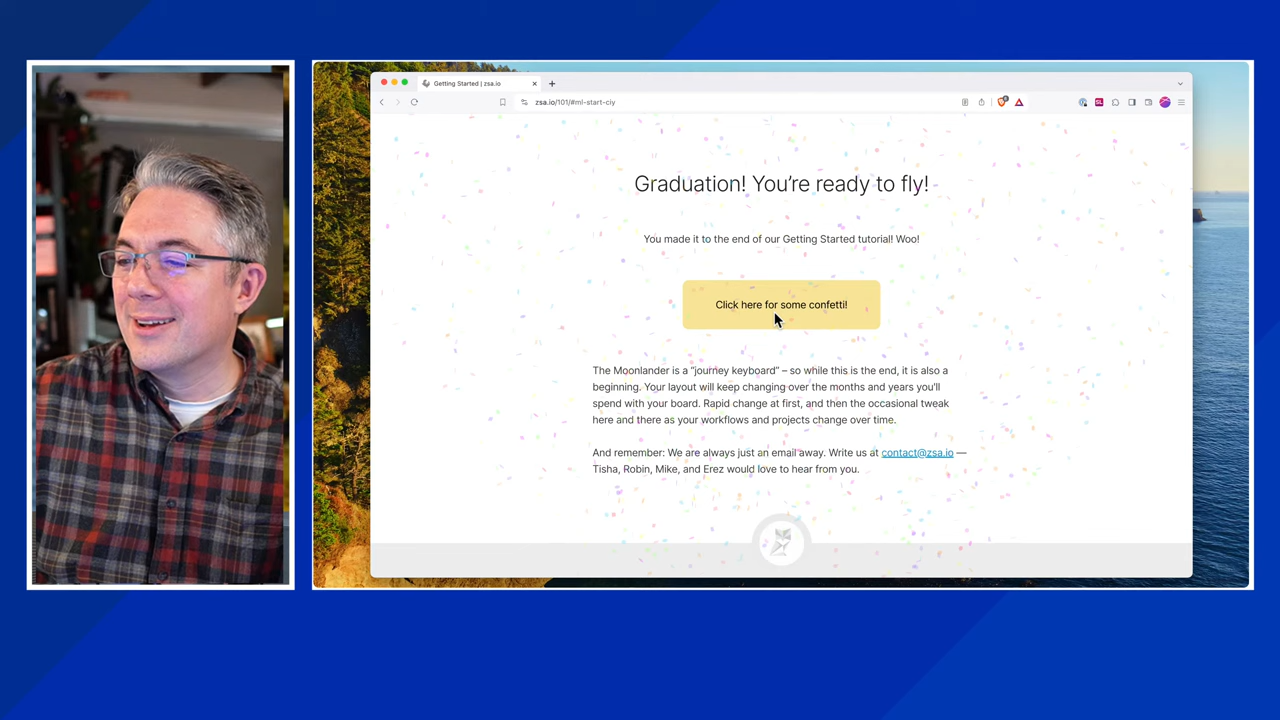 Getting Started | zsa.io
zsa.io/101/#ml-start-ciy
Graduation! You're ready to fly!
You made it to the end of our Getting Started tutorial! Woo!
Click here for some confetti!
The Moonlander is a "journey keyboard" – so while this is the end, it is also a
beginning. Your layout will keep changing over the months and years you'll
spend with your board. Rapid change at first, and then the occasional tweak
here and there as your workflows and projects change over time.
And remember: We are always just an email away. Write us at contact@zsa.io —
Tisha, Robin, Mike, and Erez would love to hear from you.